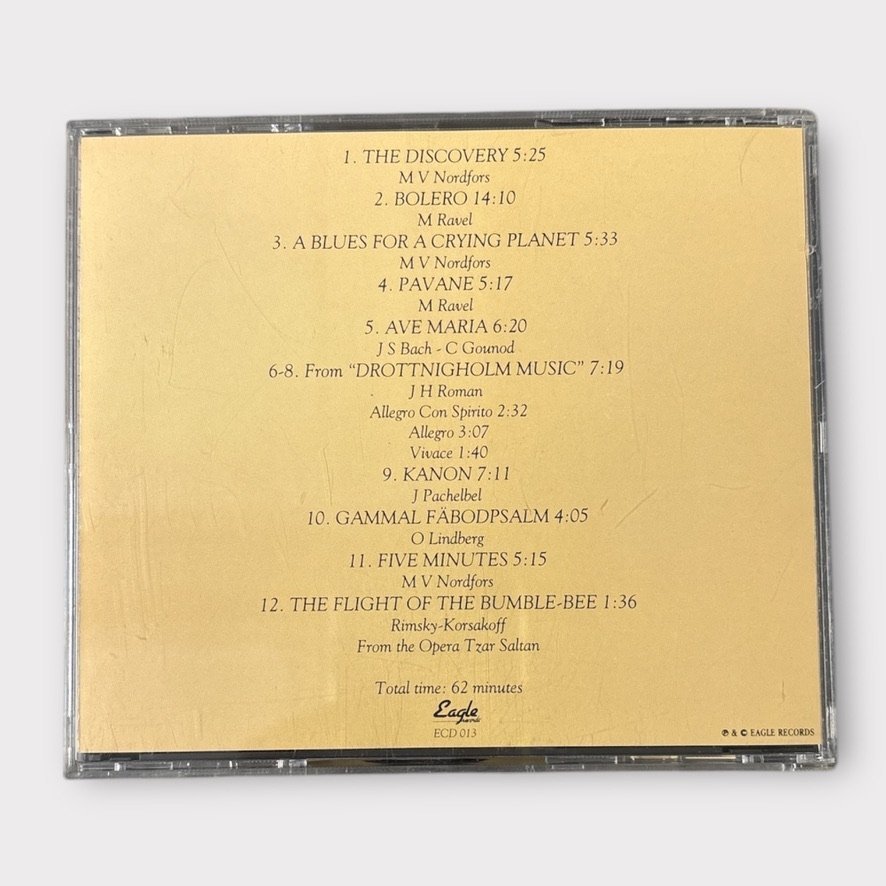 1. THE DISCOVERY 5:25
M V Nordfors
2. BOLERO 14:10
M Ravel
3. A BLUES FOR A CRYING PLANET 5:33
M V Nordfors
4. PAVANE 5:17
M Ravel
5. AVE MARIA 6:20
J S Bach - C Gounod
6-8. From “DROTTNIGHOLM MUSIC” 7:19
J H Roman
Allegro Con Spirito 2:32
Allegro 3:07
Vivace 1:40
9. KANON 7:11
J Pachelbel
10. GAMMAL FÄBODPSALM 4:05
O Lindberg
11. FIVE MINUTES 5:15
M V Nordfors
12. THE FLIGHT OF THE BUMBLE-BEE 1:36
Rimsky-Korsakoff
From the Opera Tzar Saltan
Total time: 62 minutes
Eagle
records
ECD 013
℗ & © EAGLE RECORDS